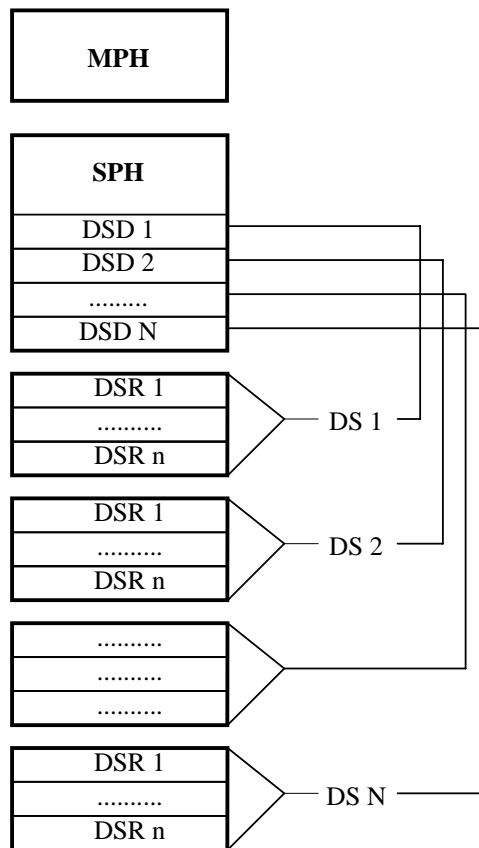 MPH
SPH
DSD 1
DSD 2
.........
DSD N
DSR 1
..........
DSR n
DS 1
DSR 1
..........
DSR n
DS 2
..........
..........
..........
DSR 1
..........
DSR n
DS N